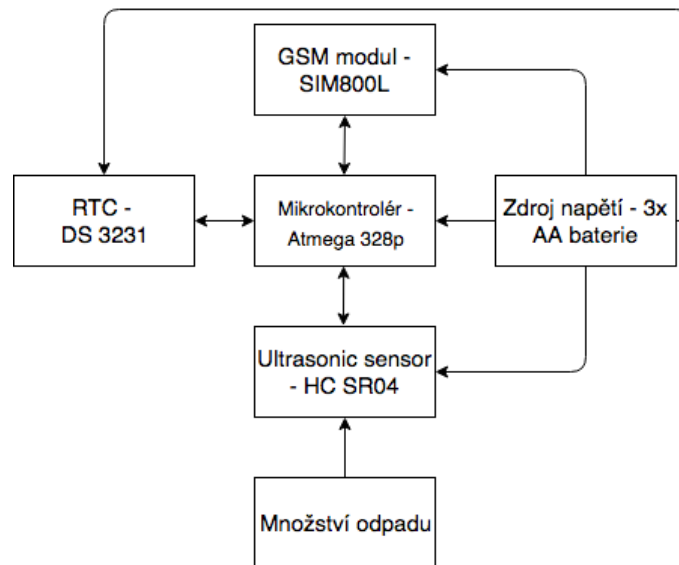 GSM modul -
SIM800L
RTC -
DS 3231
Mikrokontrolér -
Atmega 328p
Zdroj napětí - 3x
AA baterie
Ultrasonic sensor
- HC SR04
Množství odpadu